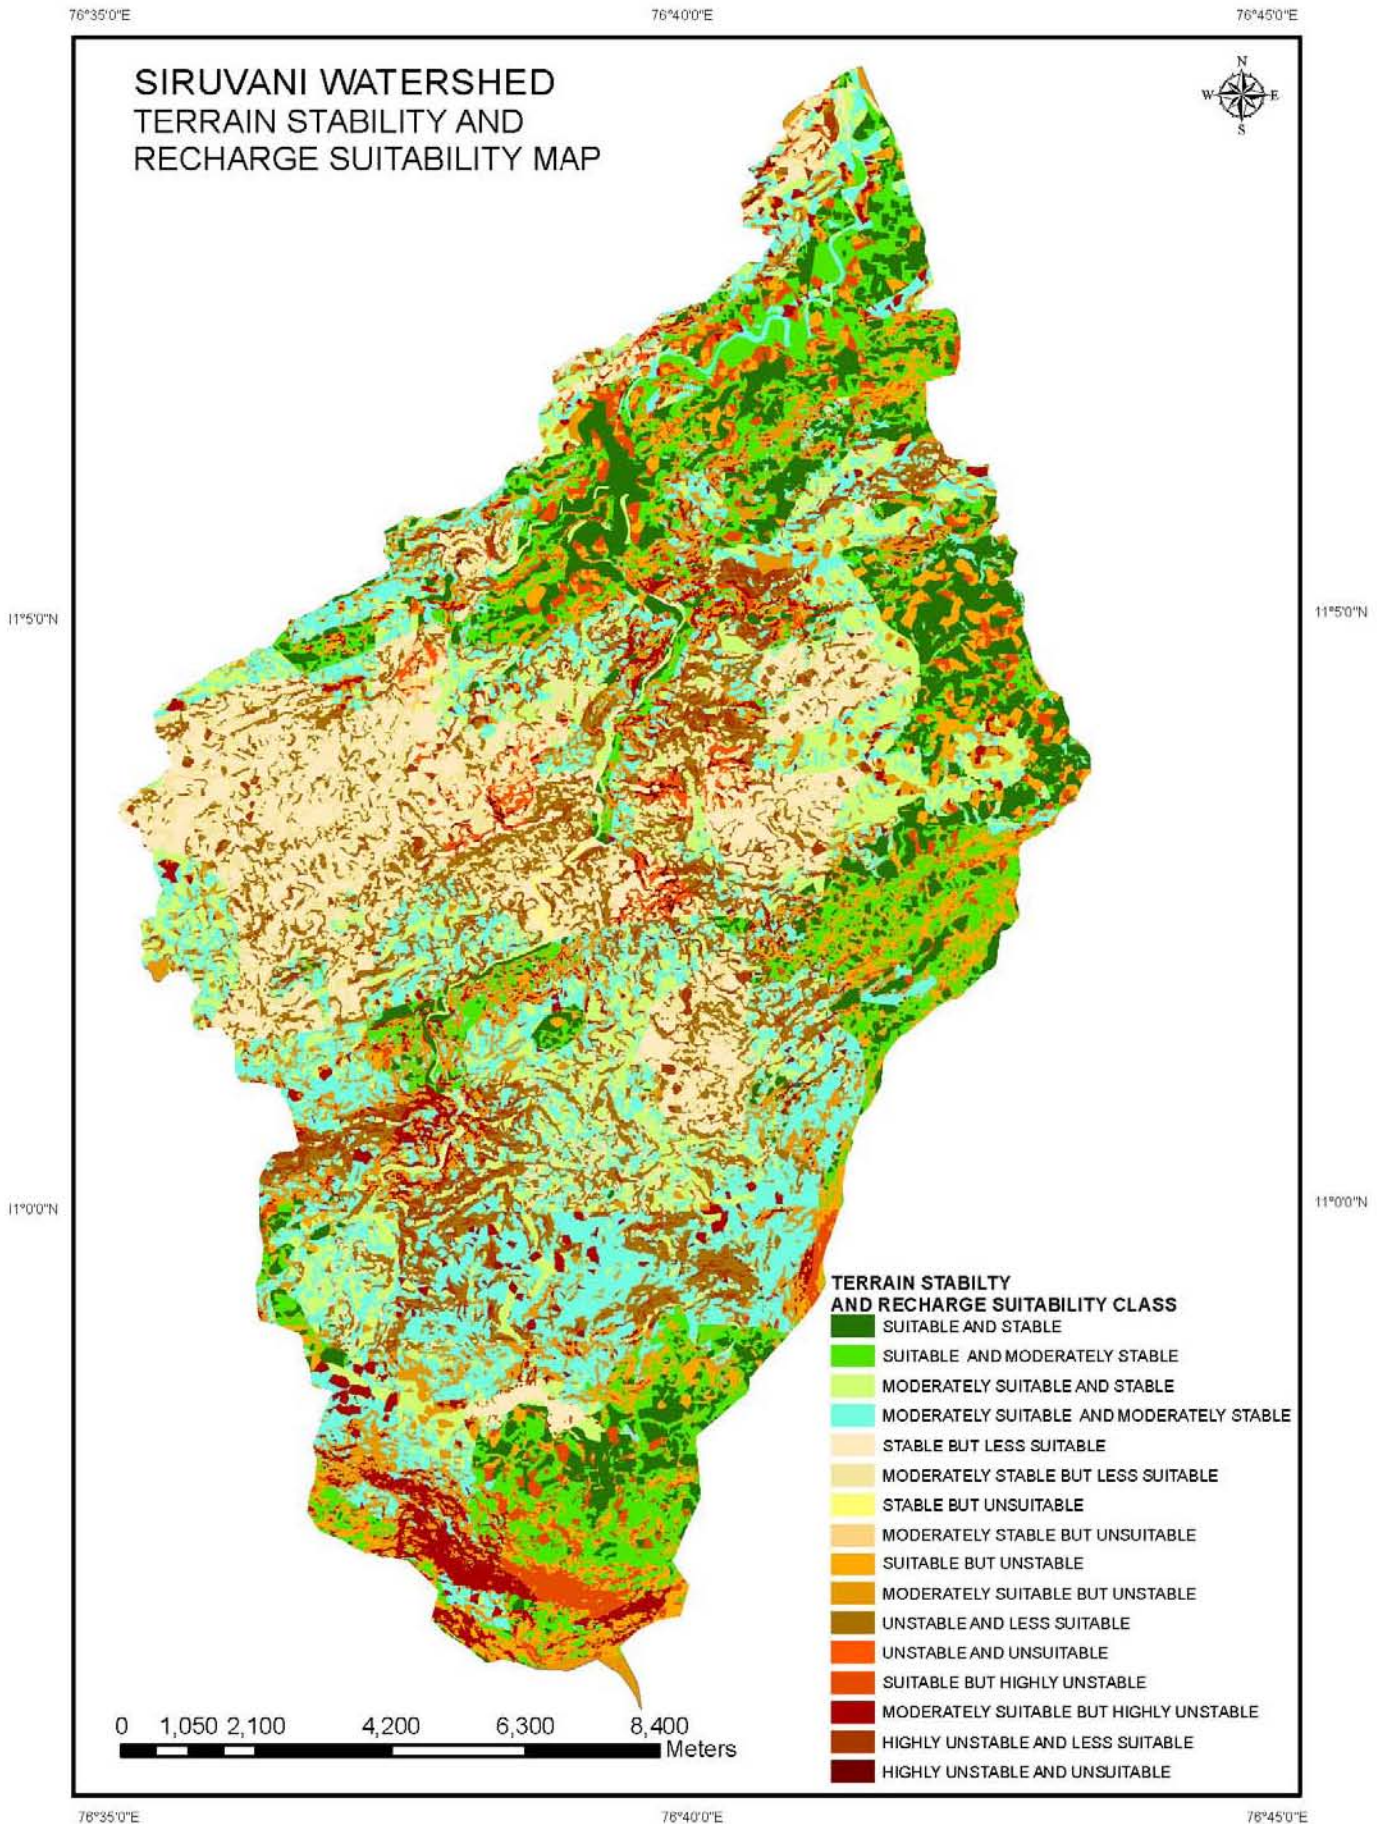 76°35'0"E 76°40'0"E 76°45'0"E
SIRUVANI WATERSHED
TERRAIN STABILITY AND
RECHARGE SUITABILITY MAP
N
W E
S
11°5'0"N 11°5'0"N
11°0'0"N 11°0'0"N
TERRAIN STABILTY
AND RECHARGE SUITABILITY CLASS
SUITABLE AND STABLE
SUITABLE AND MODERATELY STABLE
MODERATELY SUITABLE AND STABLE
MODERATELY SUITABLE AND MODERATELY STABLE
STABLE BUT LESS SUITABLE
MODERATELY STABLE BUT LESS SUITABLE
STABLE BUT UNSUITABLE
MODERATELY STABLE BUT UNSUITABLE
SUITABLE BUT UNSTABLE
MODERATELY SUITABLE BUT UNSTABLE
UNSTABLE AND LESS SUITABLE
UNSTABLE AND UNSUITABLE
SUITABLE BUT HIGHLY UNSTABLE
MODERATELY SUITABLE BUT HIGHLY UNSTABLE
HIGHLY UNSTABLE AND LESS SUITABLE
HIGHLY UNSTABLE AND UNSUITABLE
0 1,050 2,100 4,200 6,300 8,400
Meters
76°35'0"E 76°40'0"E 76°45'0"E